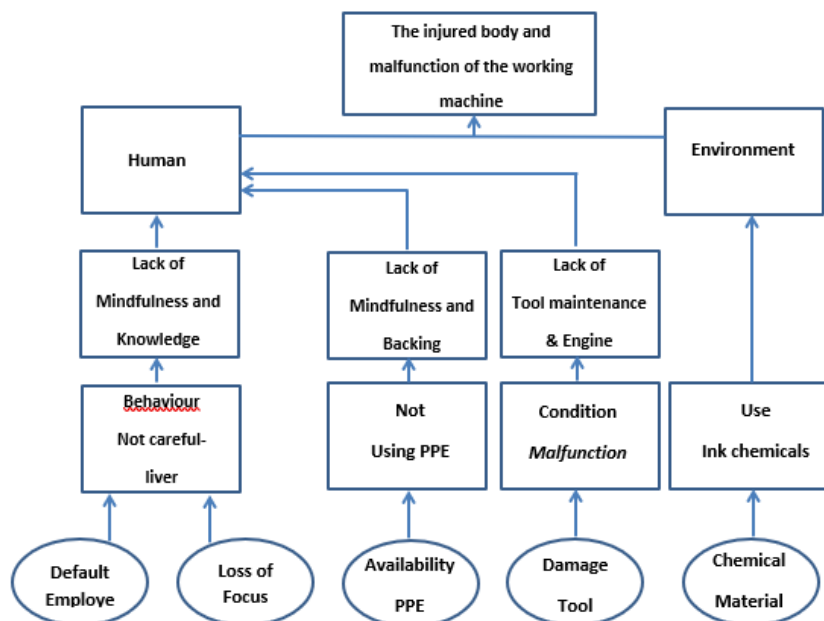 The injured body and
malfunction of the working
machine
Human
Environment
Lack of
Mindfulness and
Knowledge
Lack of
Mindfulness and
Backing
Lack of
Tool maintenance
& Engine
Behaviour
Not careful-
liver
Not
Using PPE
Condition
Malfunction
Use
Ink chemicals
Default
Employe
Loss of
Focus
Availability
PPE
Damage
Tool
Chemical
Material